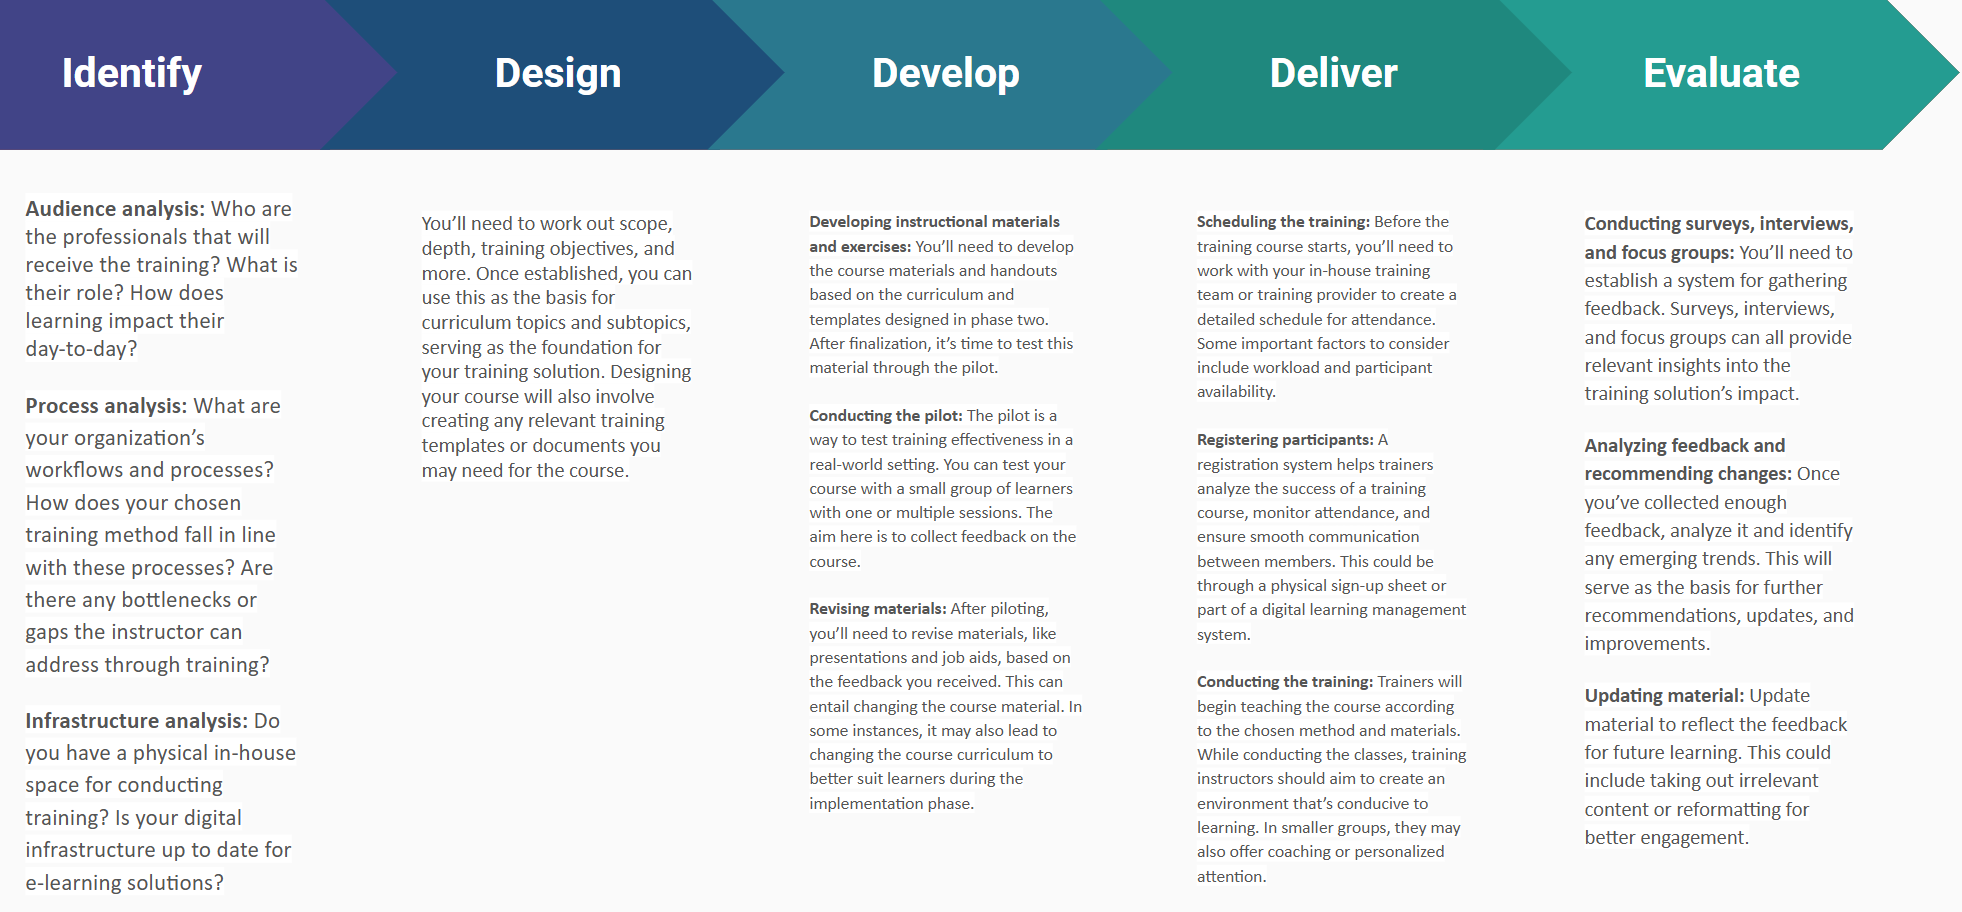 Identify
Design
Develop
Deliver
Evaluate
Audience analysis: Who are
the professionals that will
receive the training? What is
their role? How does
learning impact their
day-to-day?
Process analysis: What are
your organization’s
workflows and processes?
How does your chosen
training method fall in line
with these processes? Are
there any bottlenecks or
gaps the instructor can
address through training?
Infrastructure analysis: Do
you have a physical in-house
space for conducting
training? Is your digital
infrastructure up to date for
e-learning solutions?
You’ll need to work out scope,
depth, training objectives, and
more. Once established, you can
use this as the basis for
curriculum topics and subtopics,
serving as the foundation for
your training solution. Designing
your course will also involve
creating any relevant training
templates or documents you
may need for the course.
Developing instructional materials
and exercises: You’ll need to develop
the course materials and handouts
based on the curriculum and
templates designed in phase two.
After finalization, it’s time to test this
material through the pilot.
Conducting the pilot: The pilot is a
way to test training effectiveness in a
real-world setting. You can test your
course with a small group of learners
with one or multiple sessions. The
aim here is to collect feedback on the
course.
Revising materials: After piloting,
you’ll need to revise materials, like
presentations and job aids, based on
the feedback you received. This can
entail changing the course material. In
some instances, it may also lead to
changing the course curriculum to
better suit learners during the
implementation phase.
Scheduling the training: Before the
training course starts, you’ll need to
work with your in-house training
team or training provider to create a
detailed schedule for attendance.
Some important factors to consider
include workload and participant
availability.
Registering participants: A
registration system helps trainers
analyze the success of a training
course, monitor attendance, and
ensure smooth communication
between members. This could be
through a physical sign-up sheet or
part of a digital learning management
system.
Conducting the training: Trainers will
begin teaching the course according
to the chosen method and materials.
While conducting the classes, training
instructors should aim to create an
environment that’s conducive to
learning. In smaller groups, they may
also offer coaching or personalized
attention.
Conducting surveys, interviews,
and focus groups: You’ll need to
establish a system for gathering
feedback. Surveys, interviews,
and focus groups can all provide
relevant insights into the
training solution’s impact.
Analyzing feedback and
recommending changes: Once
you’ve collected enough
feedback, analyze it and identify
any emerging trends. This will
serve as the basis for further
recommendations, updates, and
improvements.
Updating material: Update
material to reflect the feedback
for future learning. This could
include taking out irrelevant
content or reformatting for
better engagement.